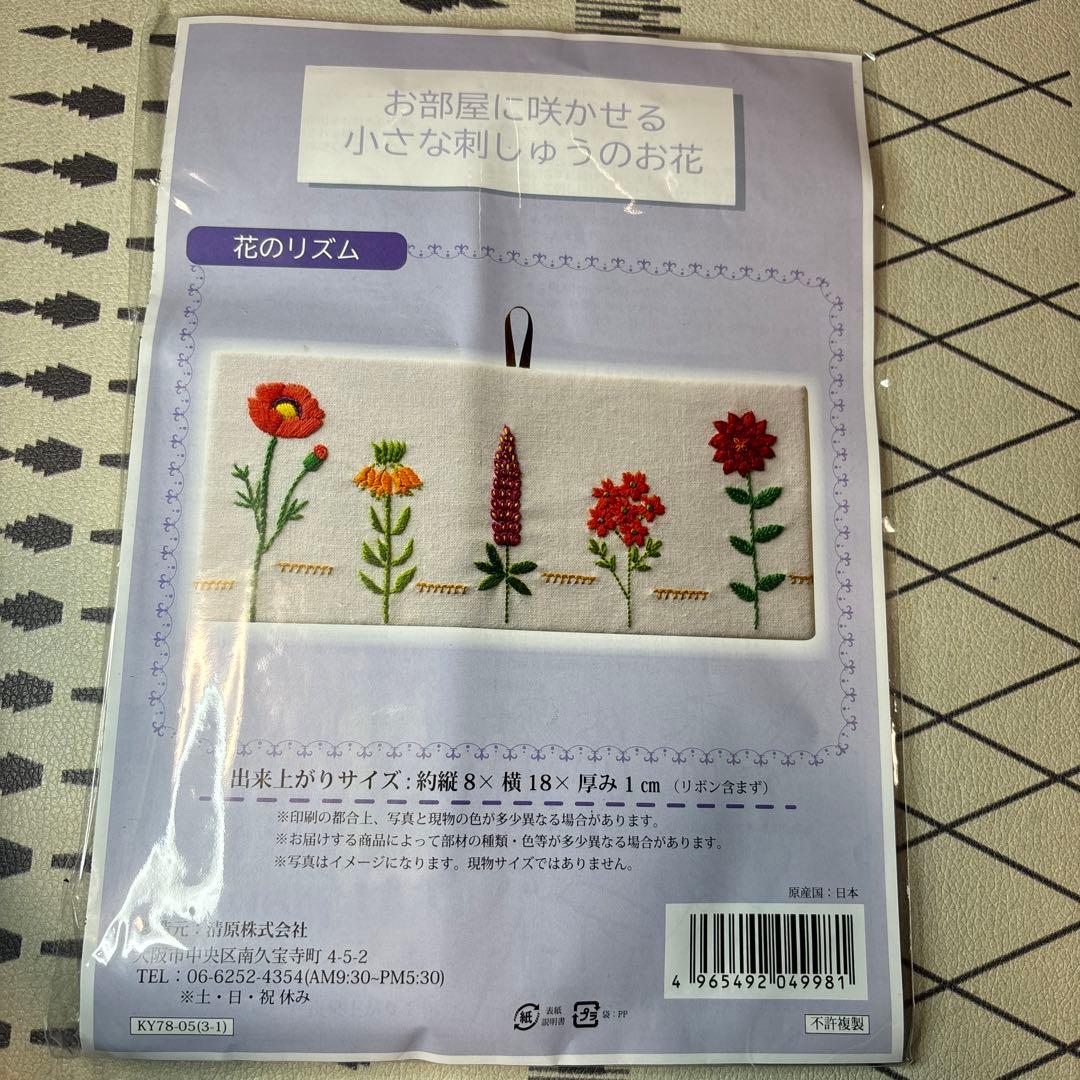 お部屋に咲かせる
小さな刺しゅうのお花
花のリズム
出来上がりサイズ：約縦8×横18×厚み1㎝（リボン含まず）
※印刷の都合上、写真と現物の色が多少異なる場合があります。
※お届けする商品によって部材の種類・色等が多少異なる場合があります。
※写真はイメージになります。現物サイズではありません。
原産国：日本
元：清原株式会社
大阪市中央区南久宝寺町 4-5-2
TEL：06-6252-4354(AM9:30~PM5:30)
※土・日・祝 休み
4 965492 049981
KY78-05(3-1)
紙
表紙
説明書
プラ
袋：PP
不許複製